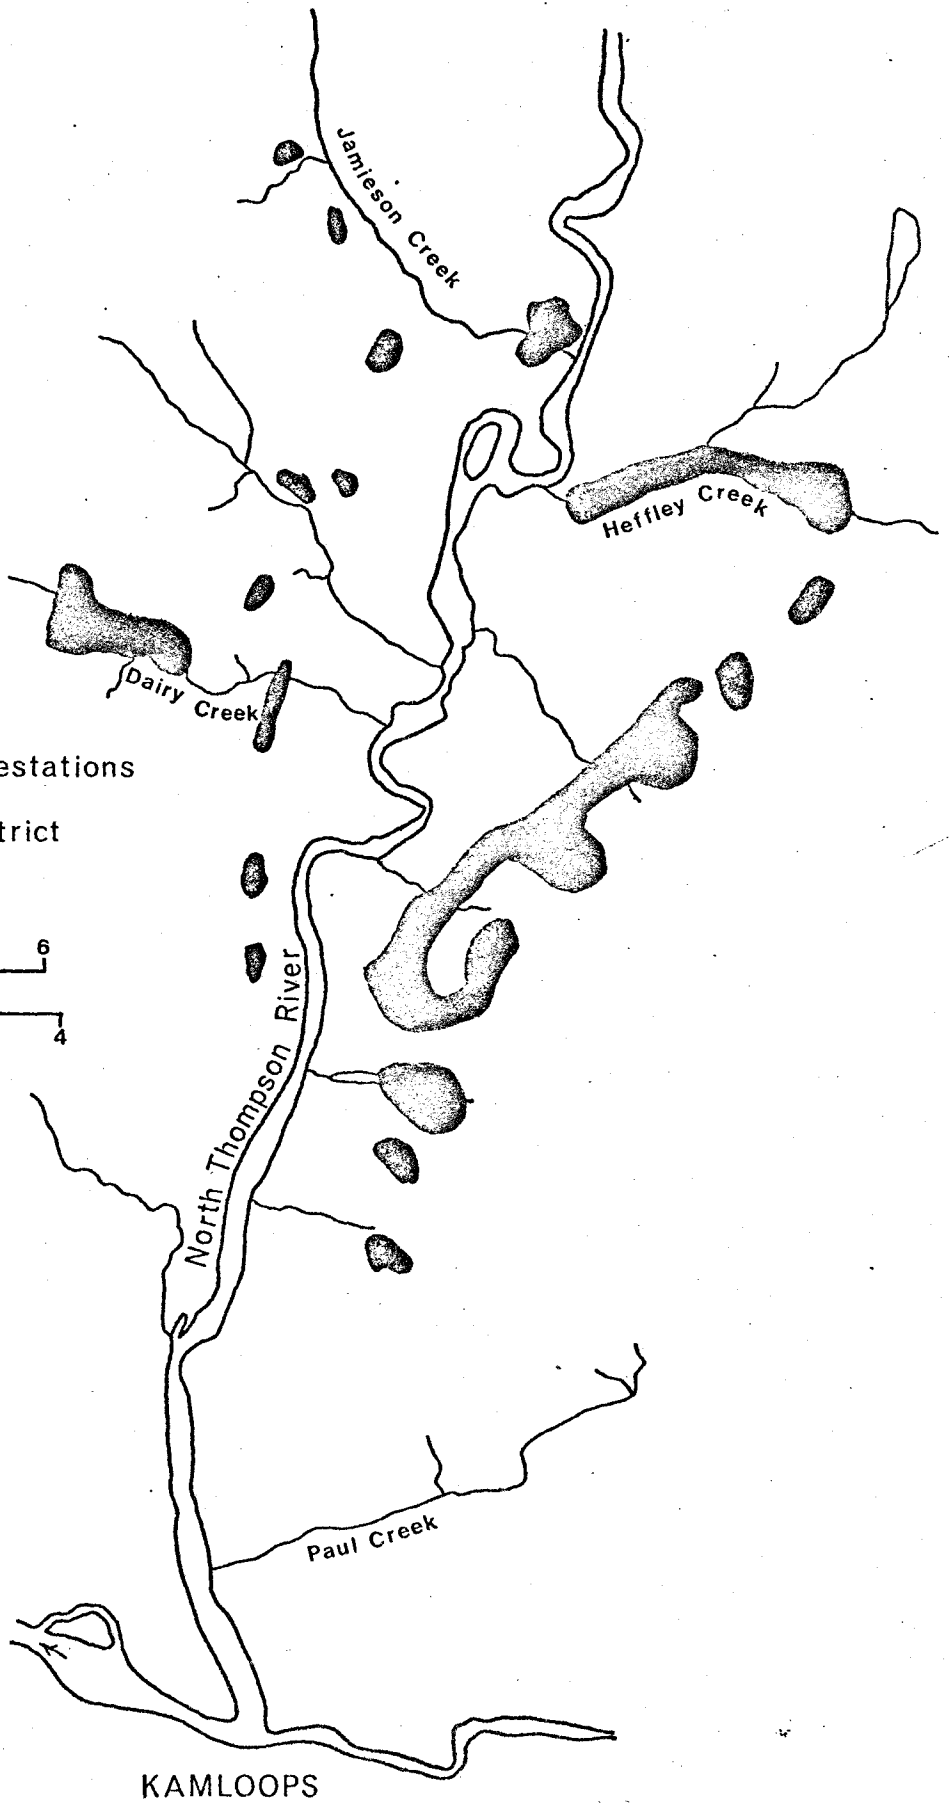 Jamieson Creek
Heffley Creek
Dairy Creek
estations
trict
6
4
North Thompson River
Paul Creek
KAMLOOPS